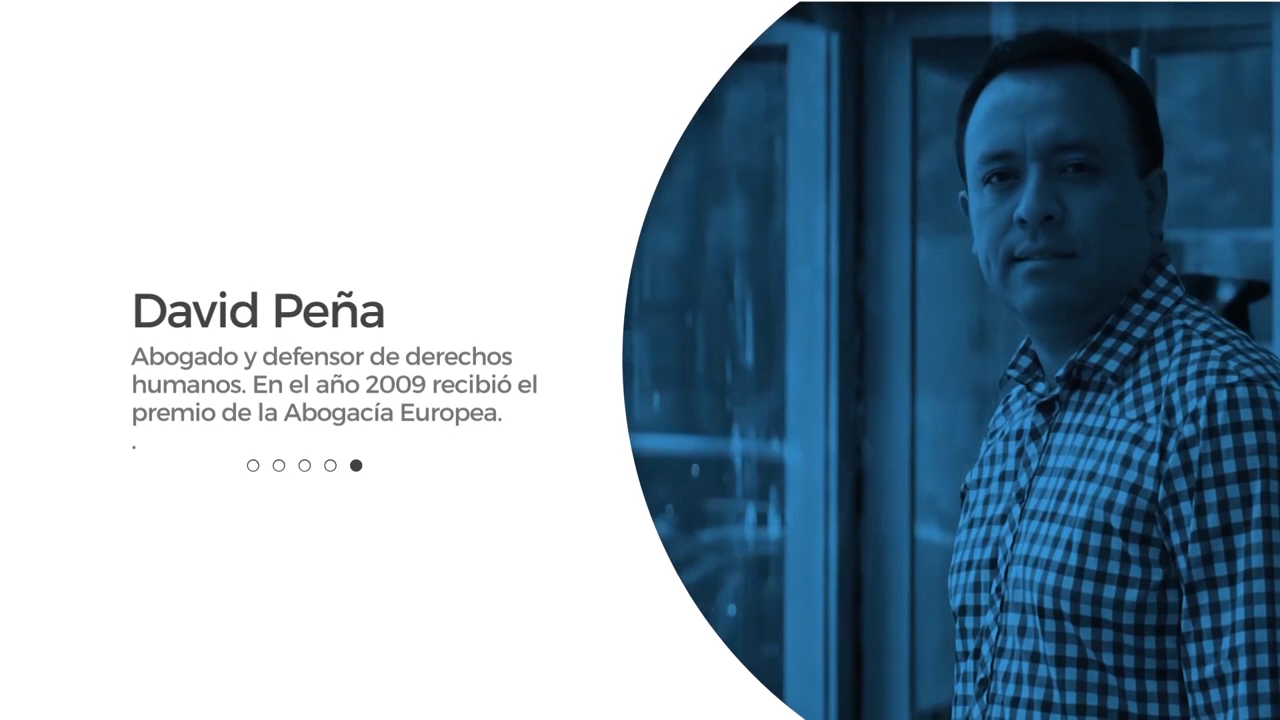 David Peña
Abogado y defensor de derechos
humanos. En el año 2009 recibió el
premio de la Abogacía Europea.
.